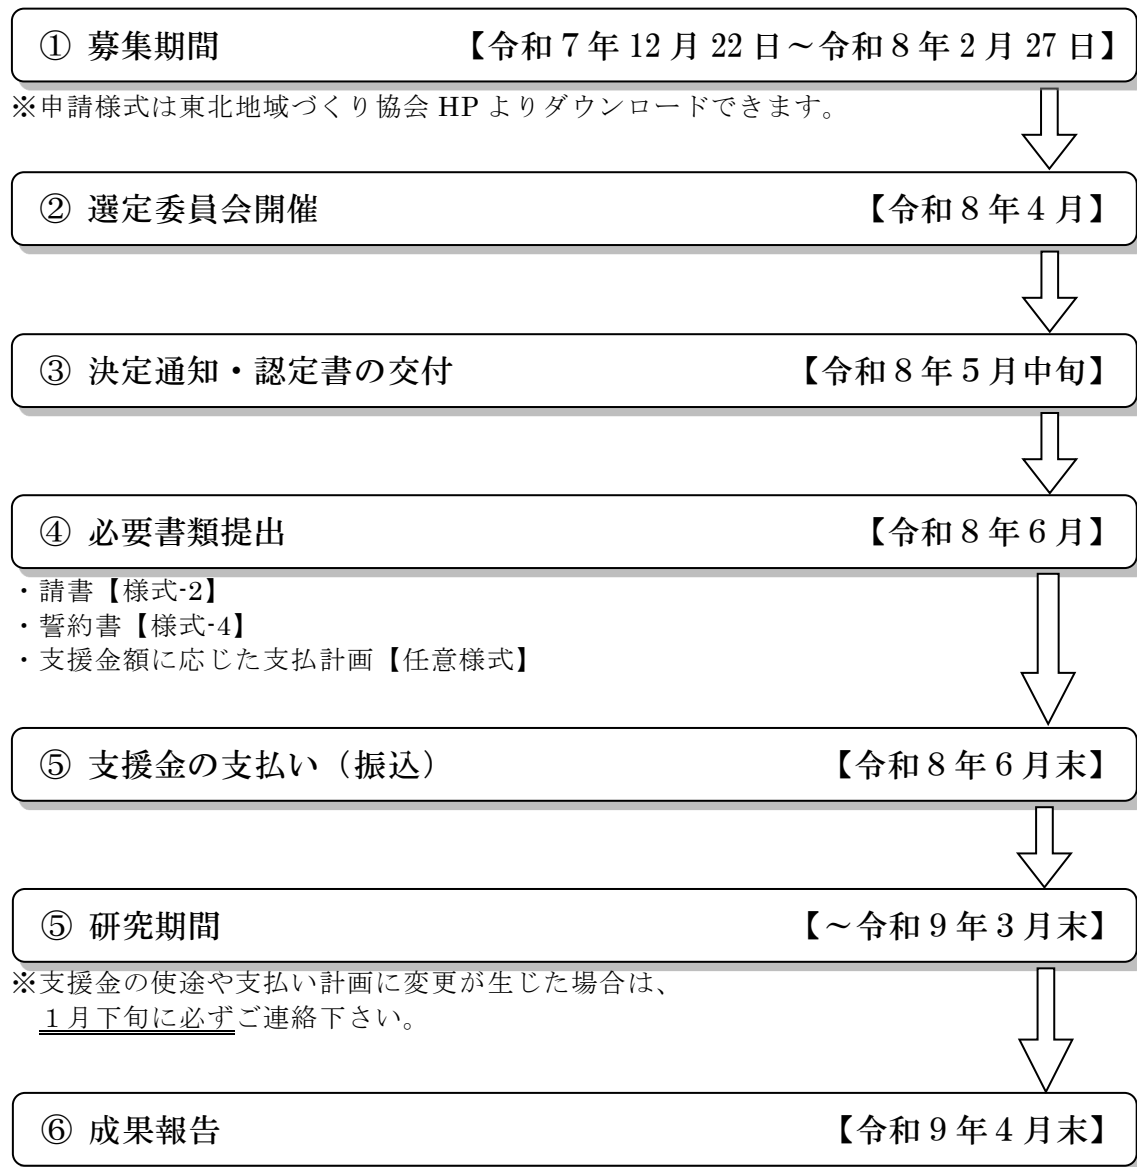 ① 募集期間 【令和7年12月22日～令和8年2月27日】
※申請様式は東北地域づくり協会HPよりダウンロードできます。
② 選定委員会開催 【令和８年４月】
③ 決定通知・認定書の交付 【令和８年５月中旬】
④ 必要書類提出 【令和８年６月】
・請書【様式-2】
・誓約書【様式-4】
・支援金額に応じた支払計画【任意様式】
⑤ 支援金の支払い（振込） 【令和８年６月末】
⑤ 研究期間 【～令和９年３月末】
※支援金の使途や支払い計画に変更が生じた場合は、
１月下旬に必ずご連絡下さい。
⑥ 成果報告 【令和９年４月末】